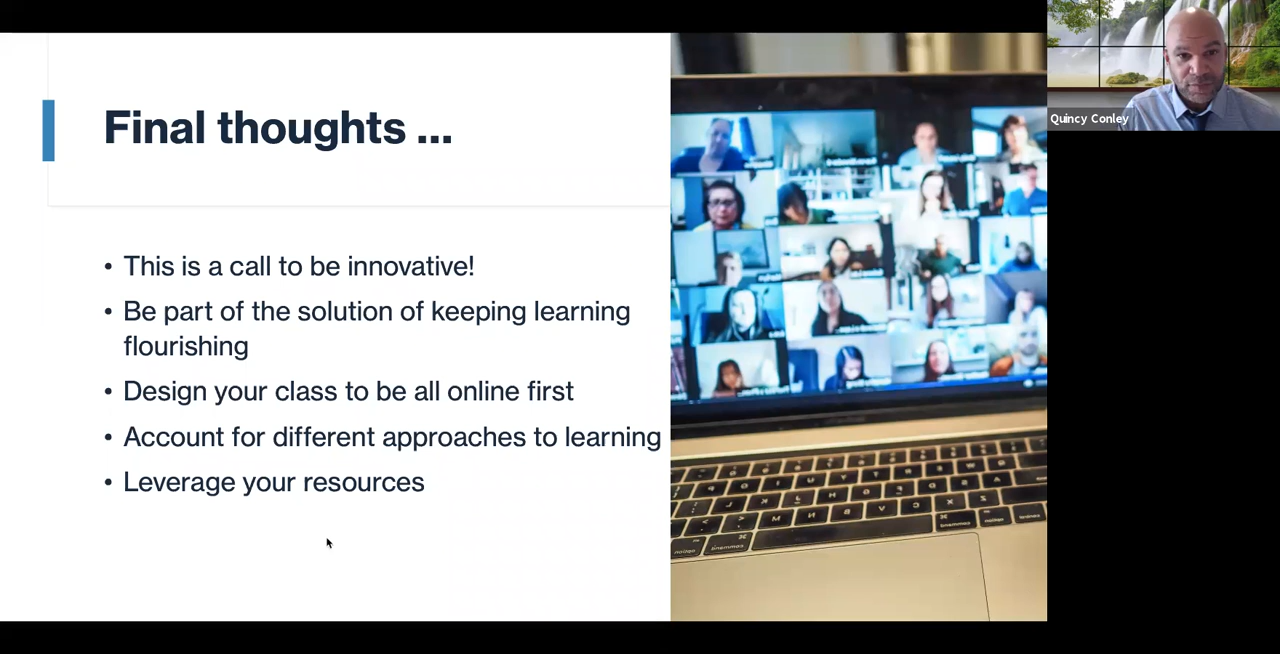 Final thoughts ...
• This is a call to be innovative!
• Be part of the solution of keeping learning
flourishing
• Design your class to be all online first
• Account for different approaches to learning
• Leverage your resources
Quincy Conley